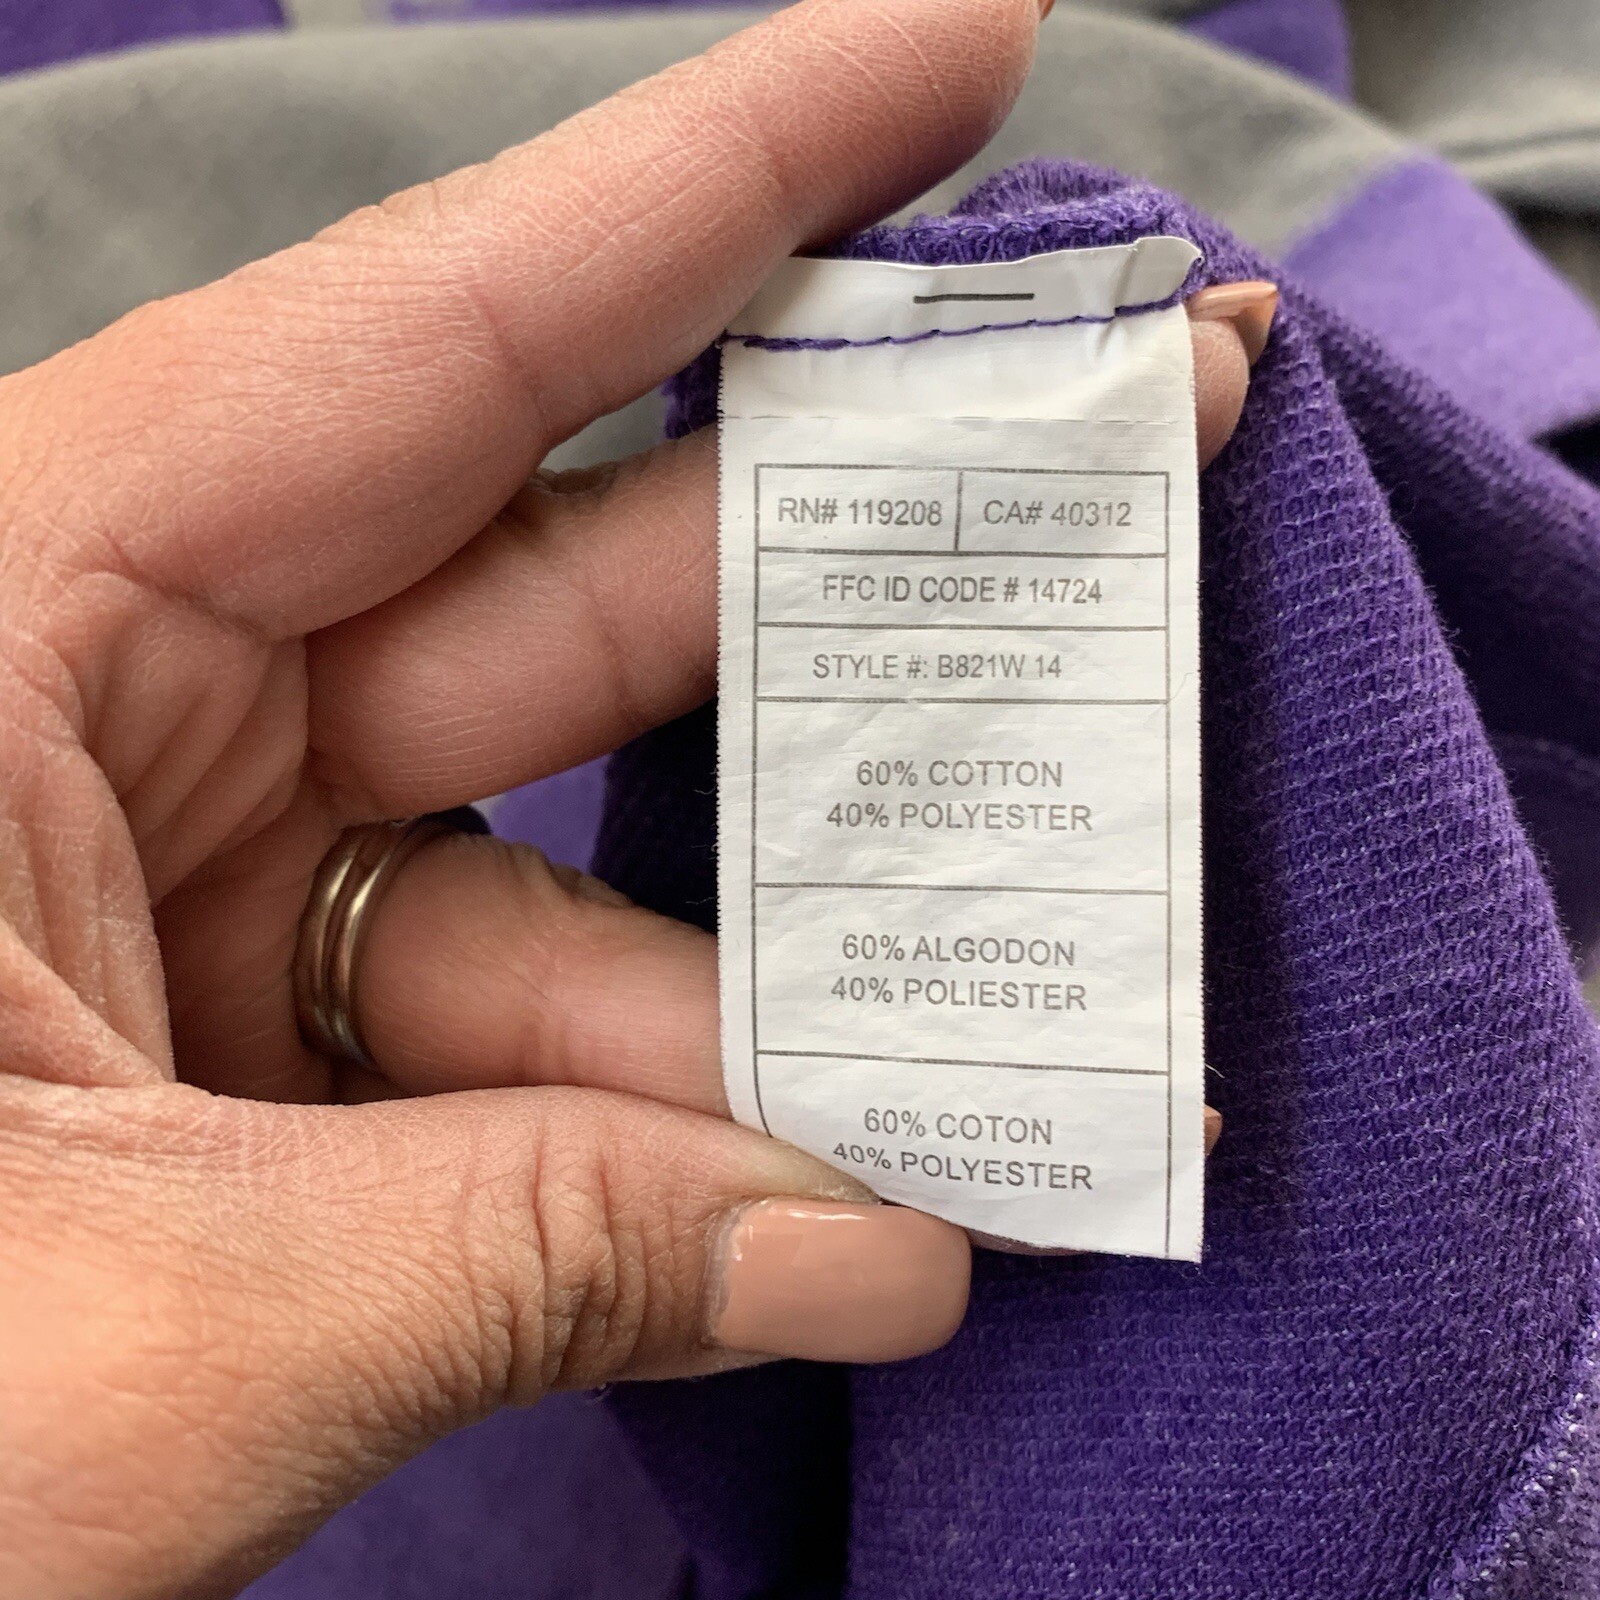 RN# 119208 CA# 40312
FFC ID CODE # 14724
STYLE #: B821W 14
60% COTTON
40% POLYESTER
60% ALGODON
40% POLIESTER
60% COTON
40% POLYESTER